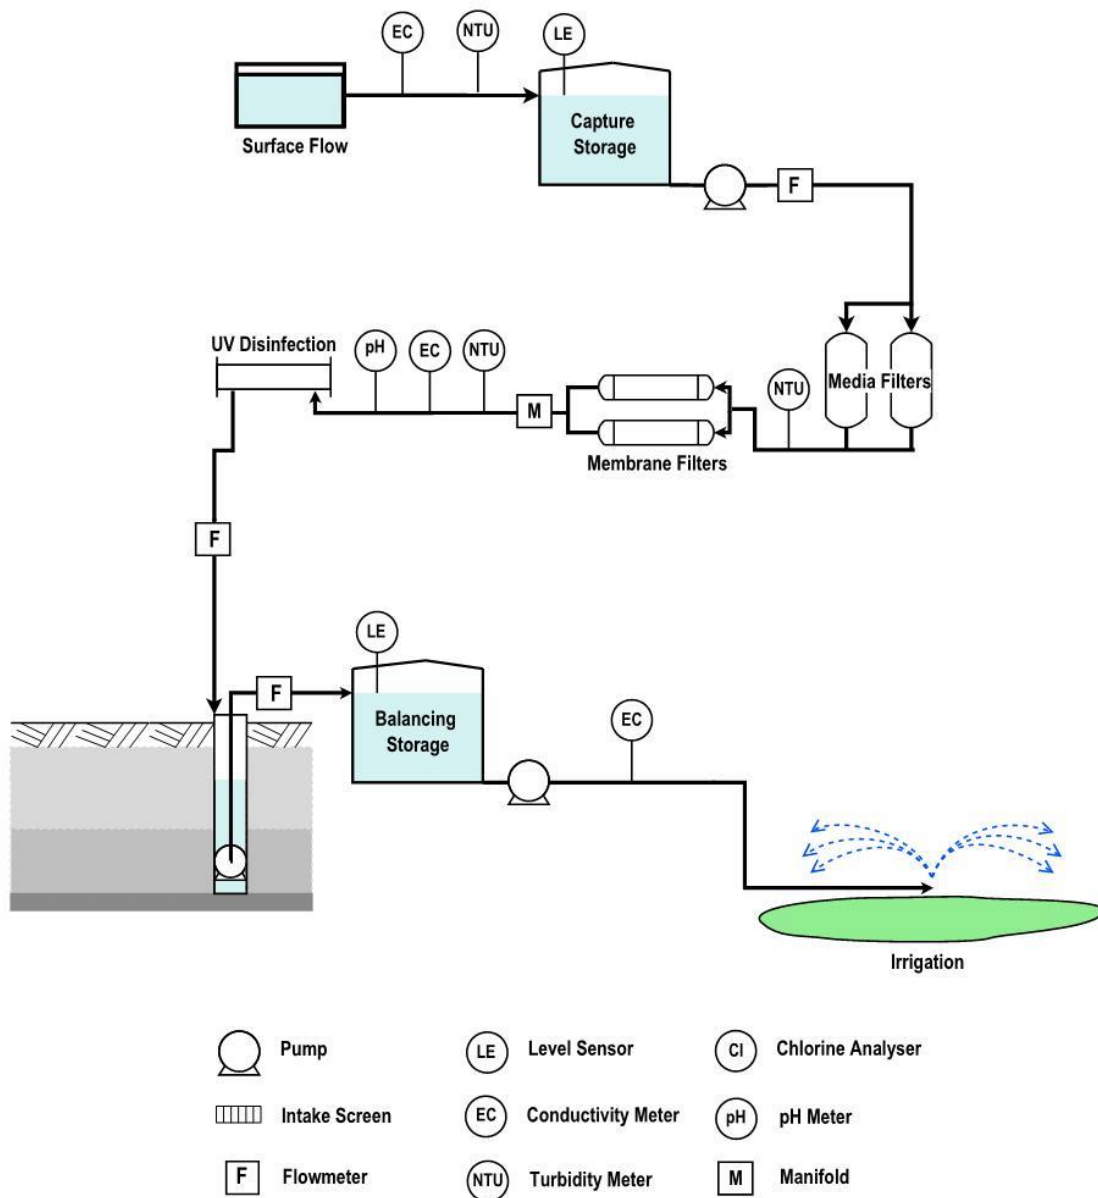 EC
NTU
LE
Surface Flow
Capture
Storage
F
UV Disinfection
pH
EC
NTU
M
Membrane Filters
NTU
Media Filters
F
LE
F
Balancing
Storage
EC
Irrigation
Pump
LE Level Sensor
Cl Chlorine Analyser
Intake Screen
EC Conductivity Meter
pH pH Meter
F Flowmeter
NTU Turbidity Meter
M Manifold